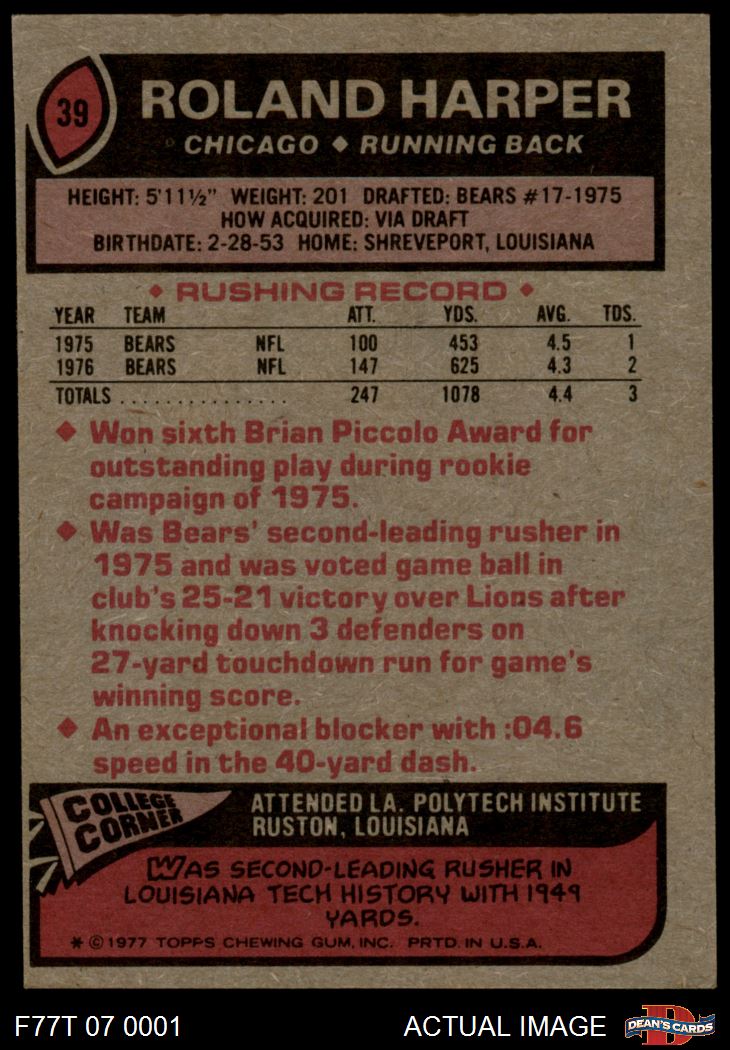 39
ROLAND HARPER
CHICAGO ◆ RUNNING BACK
HEIGHT: 5'11½" WEIGHT: 201 DRAFTED: BEARS #17-1975
HOW ACQUIRED: VIA DRAFT
BIRTHDATE: 2-28-53 HOME: SHREVEPORT, LOUISIANA
◆ RUSHING RECORD ◆
YEAR TEAM ATT. YDS. AVG. TDS.
1975 BEARS NFL 100 453 4.5 1
1976 BEARS NFL 147 625 4.3 2
TOTALS . . . . . . . . . . . . . . . 247 1078 4.4 3
◆ Won sixth Brian Piccolo Award for
outstanding play during rookie
campaign of 1975.
◆ Was Bears' second-leading rusher in
1975 and was voted game ball in
club's 25-21 victory over Lions after
knocking down 3 defenders on
27-yard touchdown run for game's
winning score.
◆ An exceptional blocker with :04.6
speed in the 40-yard dash.
COLLEGE
CORNER
ATTENDED LA. POLYTECH INSTITUTE
RUSTON, LOUISIANA
WAS SECOND-LEADING RUSHER IN
LOUISIANA TECH HISTORY WITH 1949
YARDS.
* © 1977 TOPPS CHEWING GUM, INC. PRTD. IN U.S.A.
F77T 07 0001 ACTUAL IMAGE
D
DEAN'S CARDS